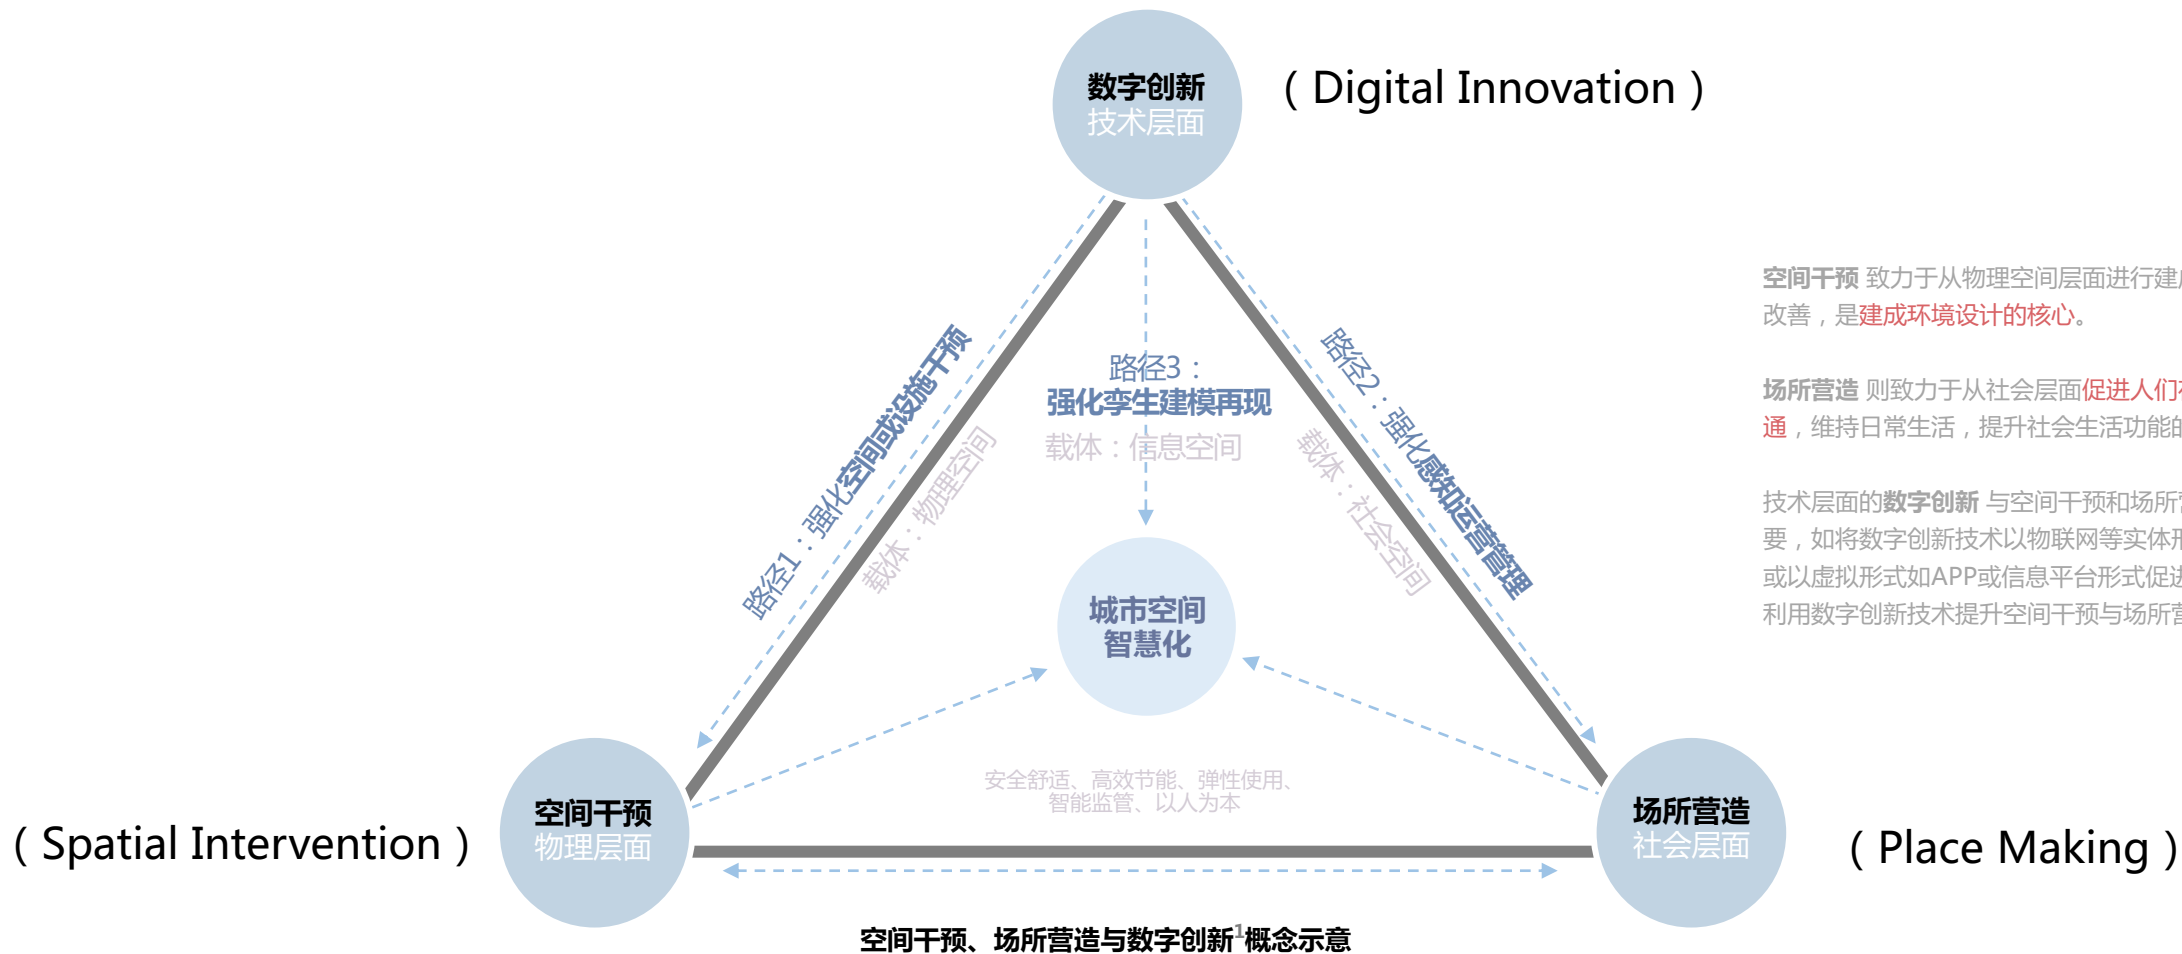 数字创新
技术层面
（Digital Innovation）
空间干预 致力于从物理空间层面进行建
改善，是建成环境设计的核心。
场所营造 则致力于从社会层面促进人们
通，维持日常生活，提升社会生活功能
技术层面的数字创新 与空间干预和场所
要，如将数字创新技术以物联网等实体
或以虚拟形式如APP或信息平台形式促
利用数字创新技术提升空间干预与场所
路径1：强化空间或设施干预
载体：物理空间
路径3：
强化孪生建模再现
载体：信息空间
路径2：强化感知运营管理
载体：社会空间
城市空间
智慧化
安全舒适、高效节能、弹性使用、
智能监管、以人为本
（Spatial Intervention）
空间干预
物理层面
场所营造
社会层面
（Place Making）
空间干预、场所营造与数字创新1概念示意